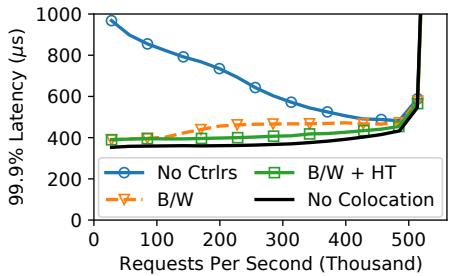 1000
800
600
400
200
0
99.9% Latency (μs)
No Ctrlrs
B/W
B/W + HT
No Colocation
0 100 200 300 400 500
Requests Per Second (Thousand)